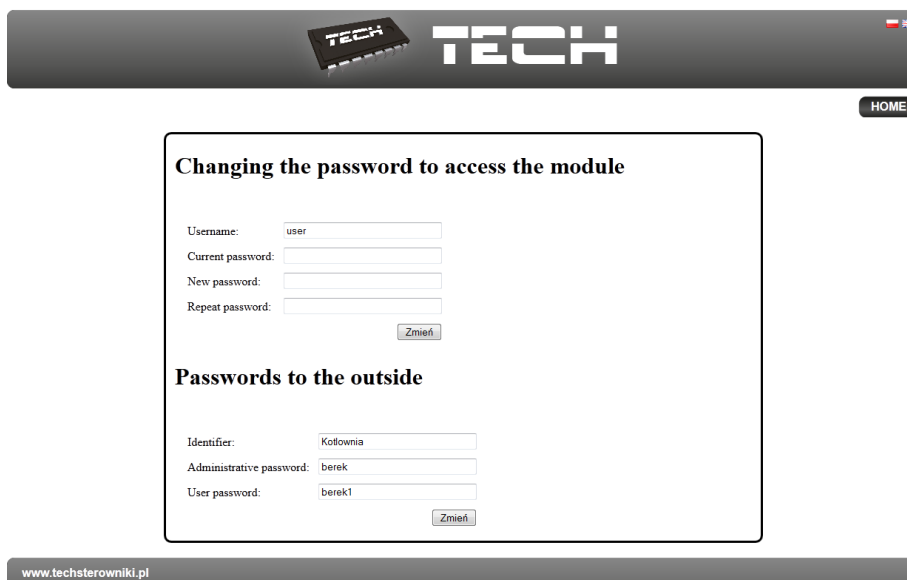 TECH
TECH
HOME
Changing the password to access the module
Username: user
Current password:
New password:
Repeat password:
Zmień
Passwords to the outside
Identifier: Kotlownia
Administrative password: berek
User password: berek1
Zmień
www.techsterowniki.pl